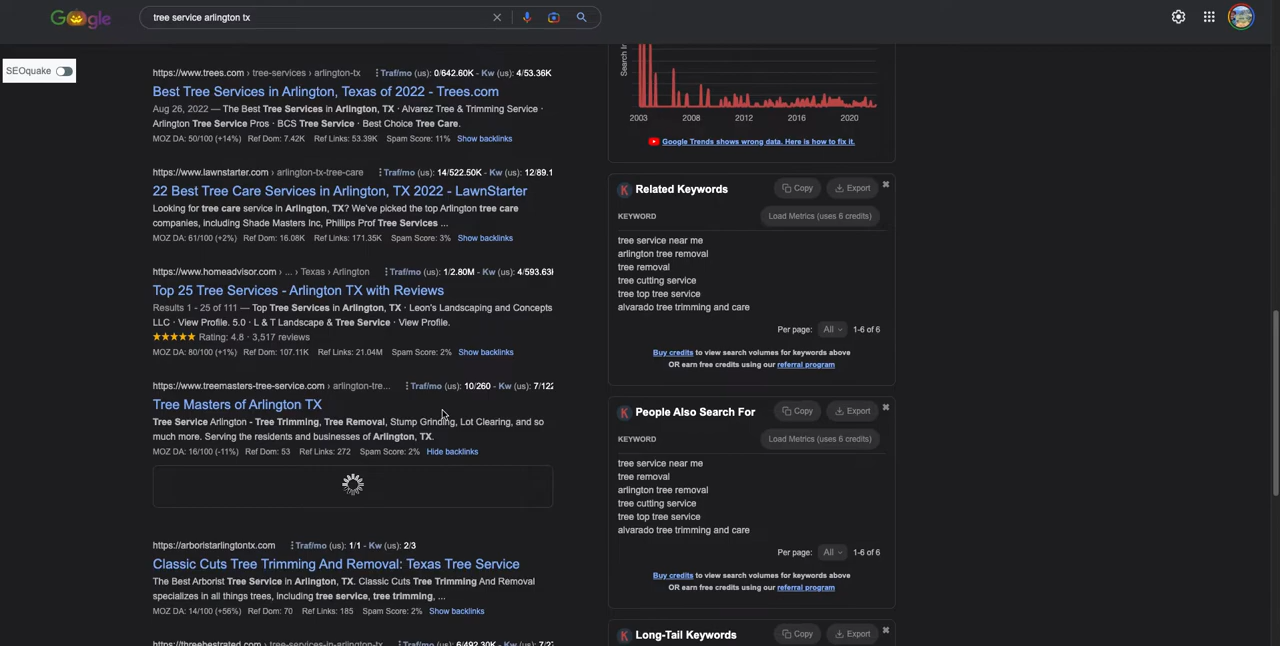 Google
tree service arlington tx
SEOquake
https://www.trees.com › tree-services › arlington-tx Traf/mo (us): 0/642.60K - Kw (us): 4/53.36K
Best Tree Services in Arlington, Texas of 2022 - Trees.com
Aug 26, 2022 — The Best Tree Services in Arlington, TX · Alvarez Tree & Trimming Service ·
Arlington Tree Service Pros · BCS Tree Service · Best Choice Tree Care.
MOZ DA: 50/100 (+14%) Ref Dom: 7.42K Ref Links: 53.39K Spam Score: 11% Show backlinks
https://www.lawnstarter.com › arlington-tx-tree-care Traf/mo (us): 14/522.50K - Kw (us): 12/89.1
22 Best Tree Care Services in Arlington, TX 2022 - LawnStarter
Looking for tree care service in Arlington, TX? We've picked the top Arlington tree care
companies, including Shade Masters Inc, Phillips Prof Tree Services ...
MOZ DA: 61/100 (+2%) Ref Dom: 16.08K Ref Links: 171.35K Spam Score: 3% Show backlinks
https://www.homeadvisor.com › ... › Texas › Arlington Traf/mo (us): 1/2.80M - Kw (us): 4/593.63K
Top 25 Tree Services - Arlington TX with Reviews
Results 1 - 25 of 111 — Top Tree Services in Arlington, TX · Leon's Landscaping and Concepts
LLC · View Profile. 5.0 · L & T Landscape & Tree Service · View Profile.
Rating: 4.8 · 3,517 reviews
MOZ DA: 80/100 (+1%) Ref Dom: 107.11K Ref Links: 21.04M Spam Score: 2% Show backlinks
https://www.treemasters-tree-service.com › arlington-tre... Traf/mo (us): 10/260 - Kw (us): 7/122
Tree Masters of Arlington TX
Tree Service Arlington - Tree Trimming, Tree Removal, Stump Grinding, Lot Clearing, and so
much more. Serving the residents and businesses of Arlington, TX.
MOZ DA: 16/100 (-11%) Ref Dom: 53 Ref Links: 272 Spam Score: 2% Hide backlinks
https://arboristarlingtontx.com Traf/mo (us): 1/1 - Kw (us): 2/3
Classic Cuts Tree Trimming And Removal: Texas Tree Service
The Best Arborist Tree Service in Arlington, TX. Classic Cuts Tree Trimming And Removal
specializes in all things trees, including tree service, tree trimming, ...
MOZ DA: 14/100 (+56%) Ref Dom: 70 Ref Links: 185 Spam Score: 2% Show backlinks
https://threebestrated.com › tree-services-in-arlington-tx Traf/mo (us): 6/492.30K - Kw (us):
Search In
2003 2008 2012 2016 2020
Google Trends shows wrong data. Here is how to fix it.
K Related Keywords Copy Export
KEYWORD Load Metrics (uses 6 credits)
tree service near me
arlington tree removal
tree removal
tree cutting service
tree top tree service
alvarado tree trimming and care
Per page: All 1-6 of 6
Buy credits to view search volumes for keywords above
OR earn free credits using our referral program
K People Also Search For Copy Export
KEYWORD Load Metrics (uses 6 credits)
tree service near me
tree removal
arlington tree removal
tree cutting service
tree top tree service
alvarado tree trimming and care
Per page: All 1-6 of 6
Buy credits to view search volumes for keywords above
OR earn free credits using our referral program
K Long-Tail Keywords Copy Export